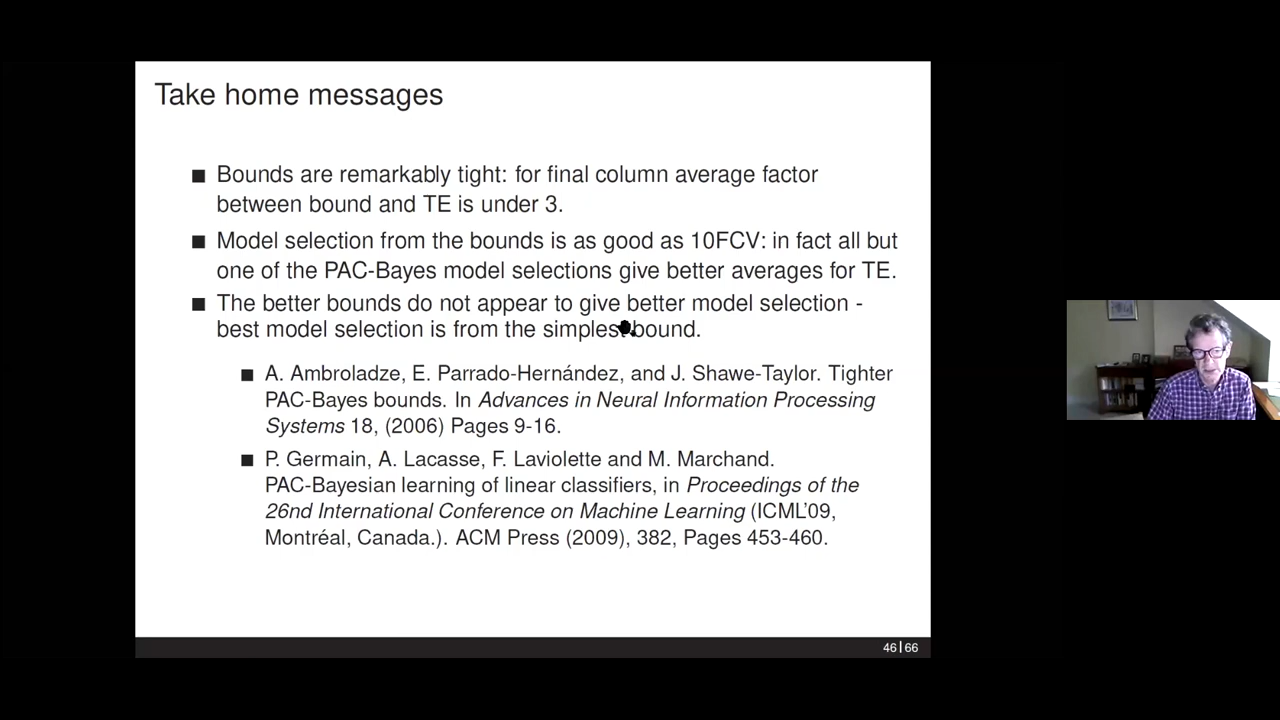 Take home messages
■ Bounds are remarkably tight: for final column average factor
between bound and TE is under 3.
■ Model selection from the bounds is as good as 10FCV: in fact all but
one of the PAC-Bayes model selections give better averages for TE.
■ The better bounds do not appear to give better model selection -
best model selection is from the simplest bound.
■ A. Ambroladze, E. Parrado-Hernández, and J. Shawe-Taylor. Tighter
PAC-Bayes bounds. In Advances in Neural Information Processing
Systems 18, (2006) Pages 9-16.
■ P. Germain, A. Lacasse, F. Laviolette and M. Marchand.
PAC-Bayesian learning of linear classifiers, in Proceedings of the
26nd International Conference on Machine Learning (ICML'09,
Montréal, Canada.). ACM Press (2009), 382, Pages 453-460.
46|66